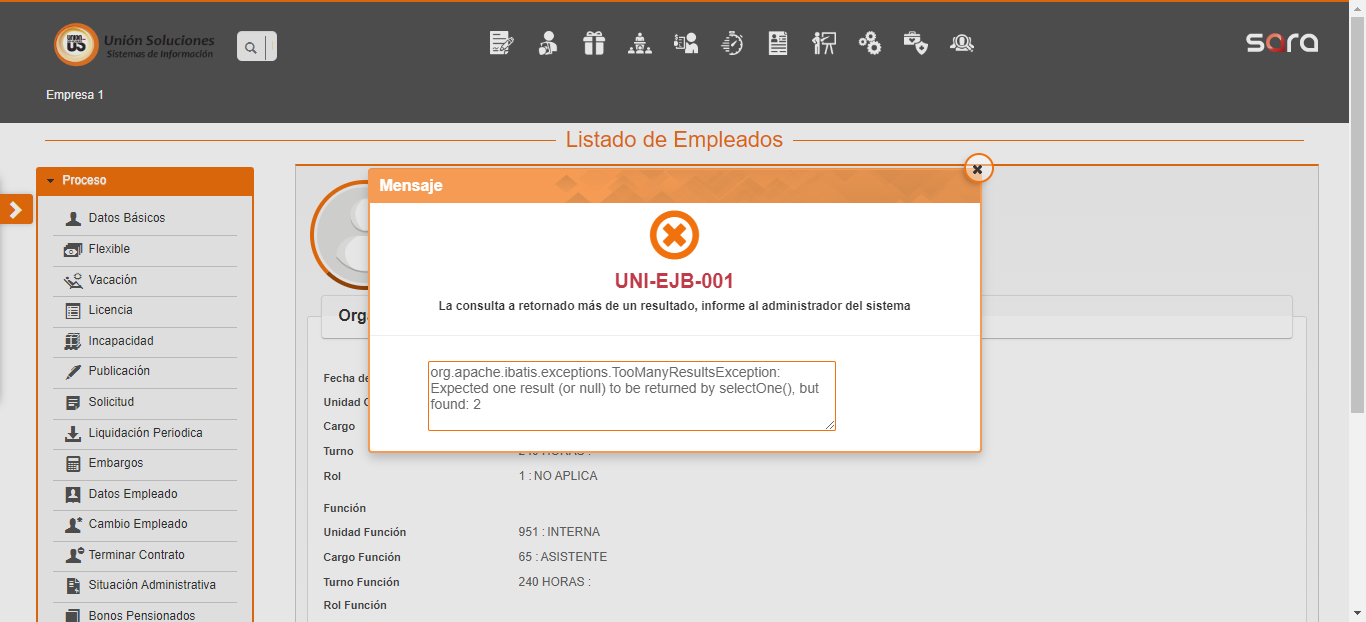 Unión Soluciones
Sistemas de Información
sara
Empresa 1
Listado de Empleados
Proceso
Datos Básicos
Flexible
Vacación
Licencia
Incapacidad
Publicación
Solicitud
Liquidación Periodica
Embargos
Datos Empleado
Cambio Empleado
Terminar Contrato
Situación Administrativa
Bonos Pensionados
Mensaje
UNI-EJB-001
La consulta a retornado más de un resultado, informe al administrador del sistema
org.apache.ibatis.exceptions.TooManyResultsException:
Expected one result (or null) to be returned by selectOne(), but
found: 2
Fecha
Unidad
Cargo
Turno 240 HORAS :
Rol 1 : NO APLICA
Función
Unidad Función 951 : INTERNA
Cargo Función 65 : ASISTENTE
Turno Función 240 HORAS :
Rol Función